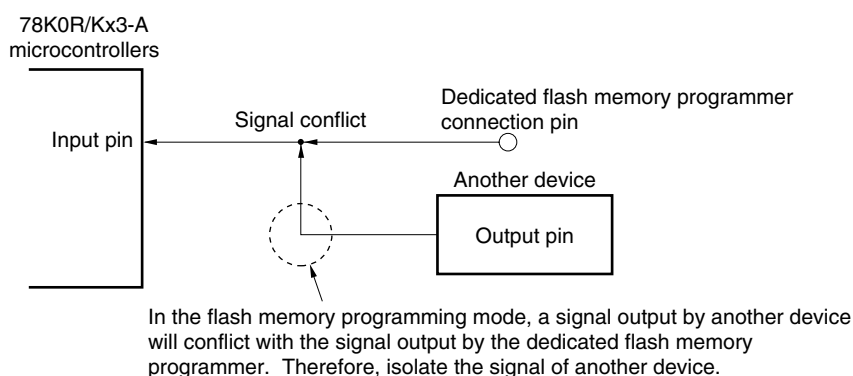 78K0R/Kx3-A
microcontrollers
Dedicated flash memory programmer
connection pin
Signal conflict
Input pin
Another device
Output pin
In the flash memory programming mode, a signal output by another device
will conflict with the signal output by the dedicated flash memory
programmer.  Therefore, isolate the signal of another device.